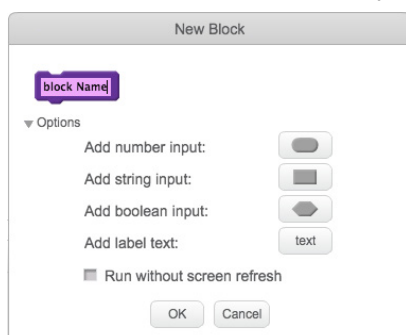 New Block
block Name
Options
Add number input:
Add string input:
Add boolean input:
Add label text: text
Run without screen refresh
OK Cancel